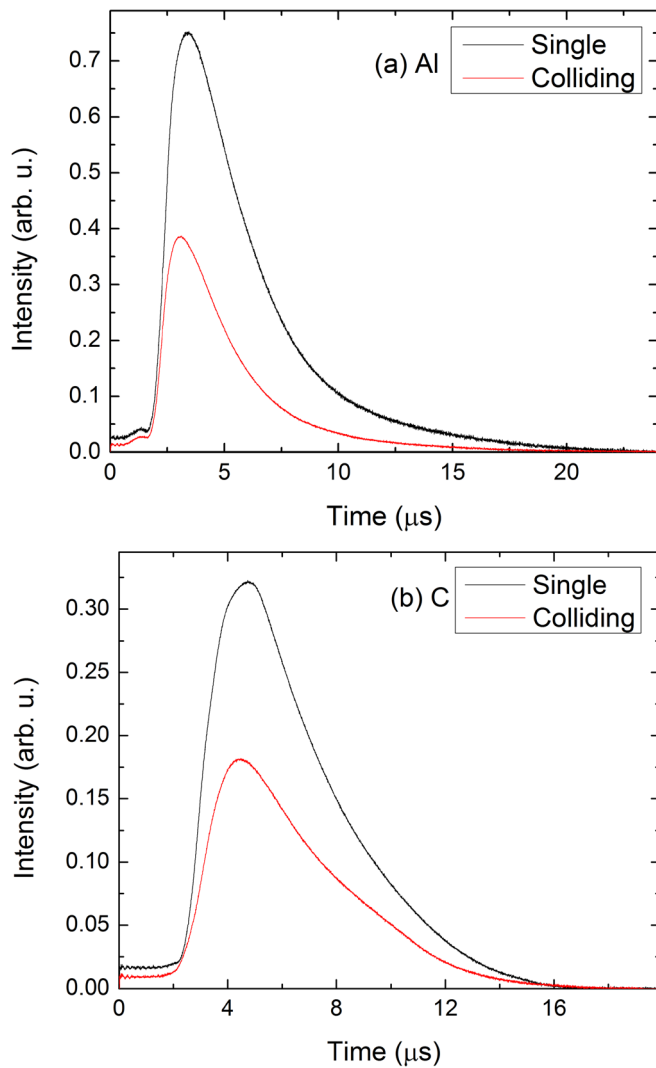 (a) Al
Single
Colliding
Intensity (arb. u.)
0.7
0.6
0.5
0.4
0.3
0.2
0.1
0.0
0
5
10
15
20
Time (μs)
(b) C
Single
Colliding
Intensity (arb. u.)
0.30
0.25
0.20
0.15
0.10
0.05
0.00
0
4
8
12
16
Time (μs)